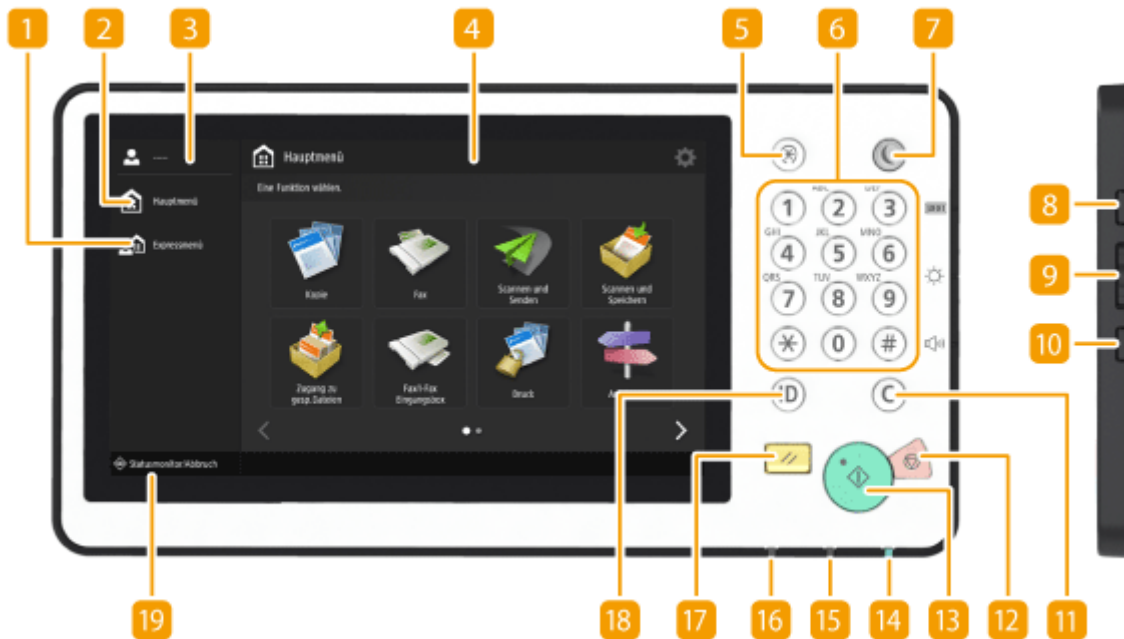 1 2 3 4 5 6 7
Hauptmenü
Eine Funktion wählen.
Hauptmenü
Expressmenü
Kopie
Fax
Scannen und
Senden
Scannen und
Speichern
Zugang zu
gesp.Dateien
Fax/I-Fax
Eingangsbox
Druck
Statusmonitor/Abbruch
1 2 3
GHI JKL MNO
4 5 6
QRS TUV WXYZ
7 8 9
0 #
ID C
8
9
10
19 18 17 16 15 14 13 12 11